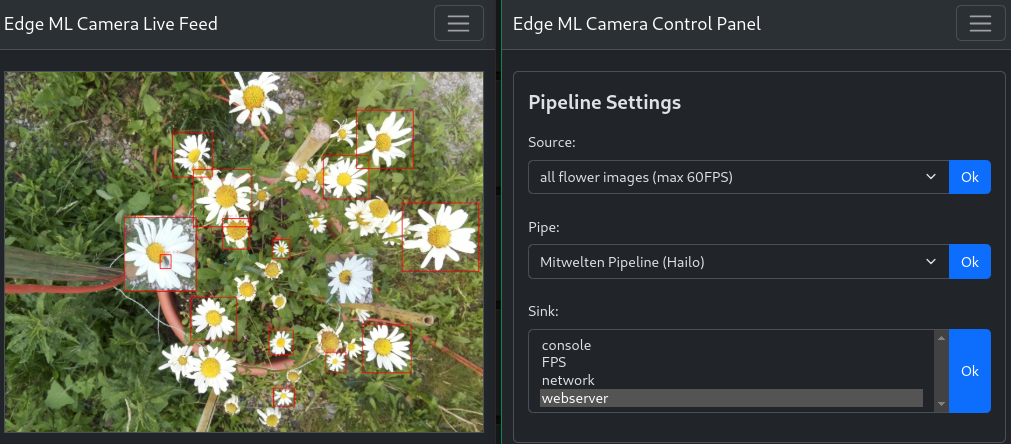 Edge ML Camera Live Feed
Edge ML Camera Control Panel
Pipeline Settings
Source:
all flower images (max 60FPS)
Ok
Pipe:
Mitwelten Pipeline (Hailo)
Ok
Sink:
console
FPS
network
webserver
Ok